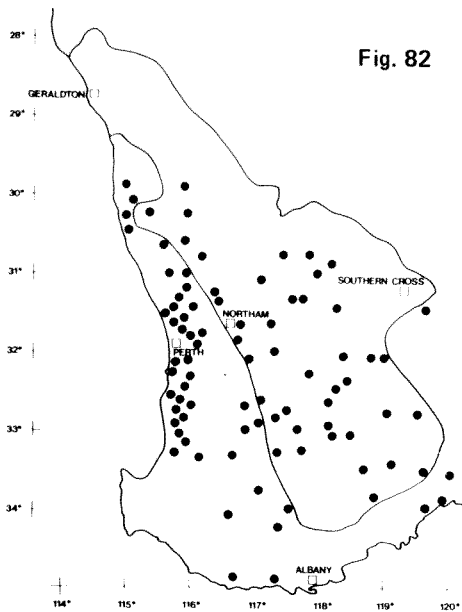 28°
Fig. 82
GERALDTON
29°
30°
31°
SOUTHERN CROSS
NORTHAM
32°
PERTH
33°
34°
ALBANY
114° 115° 116° 117° 118° 119° 120°